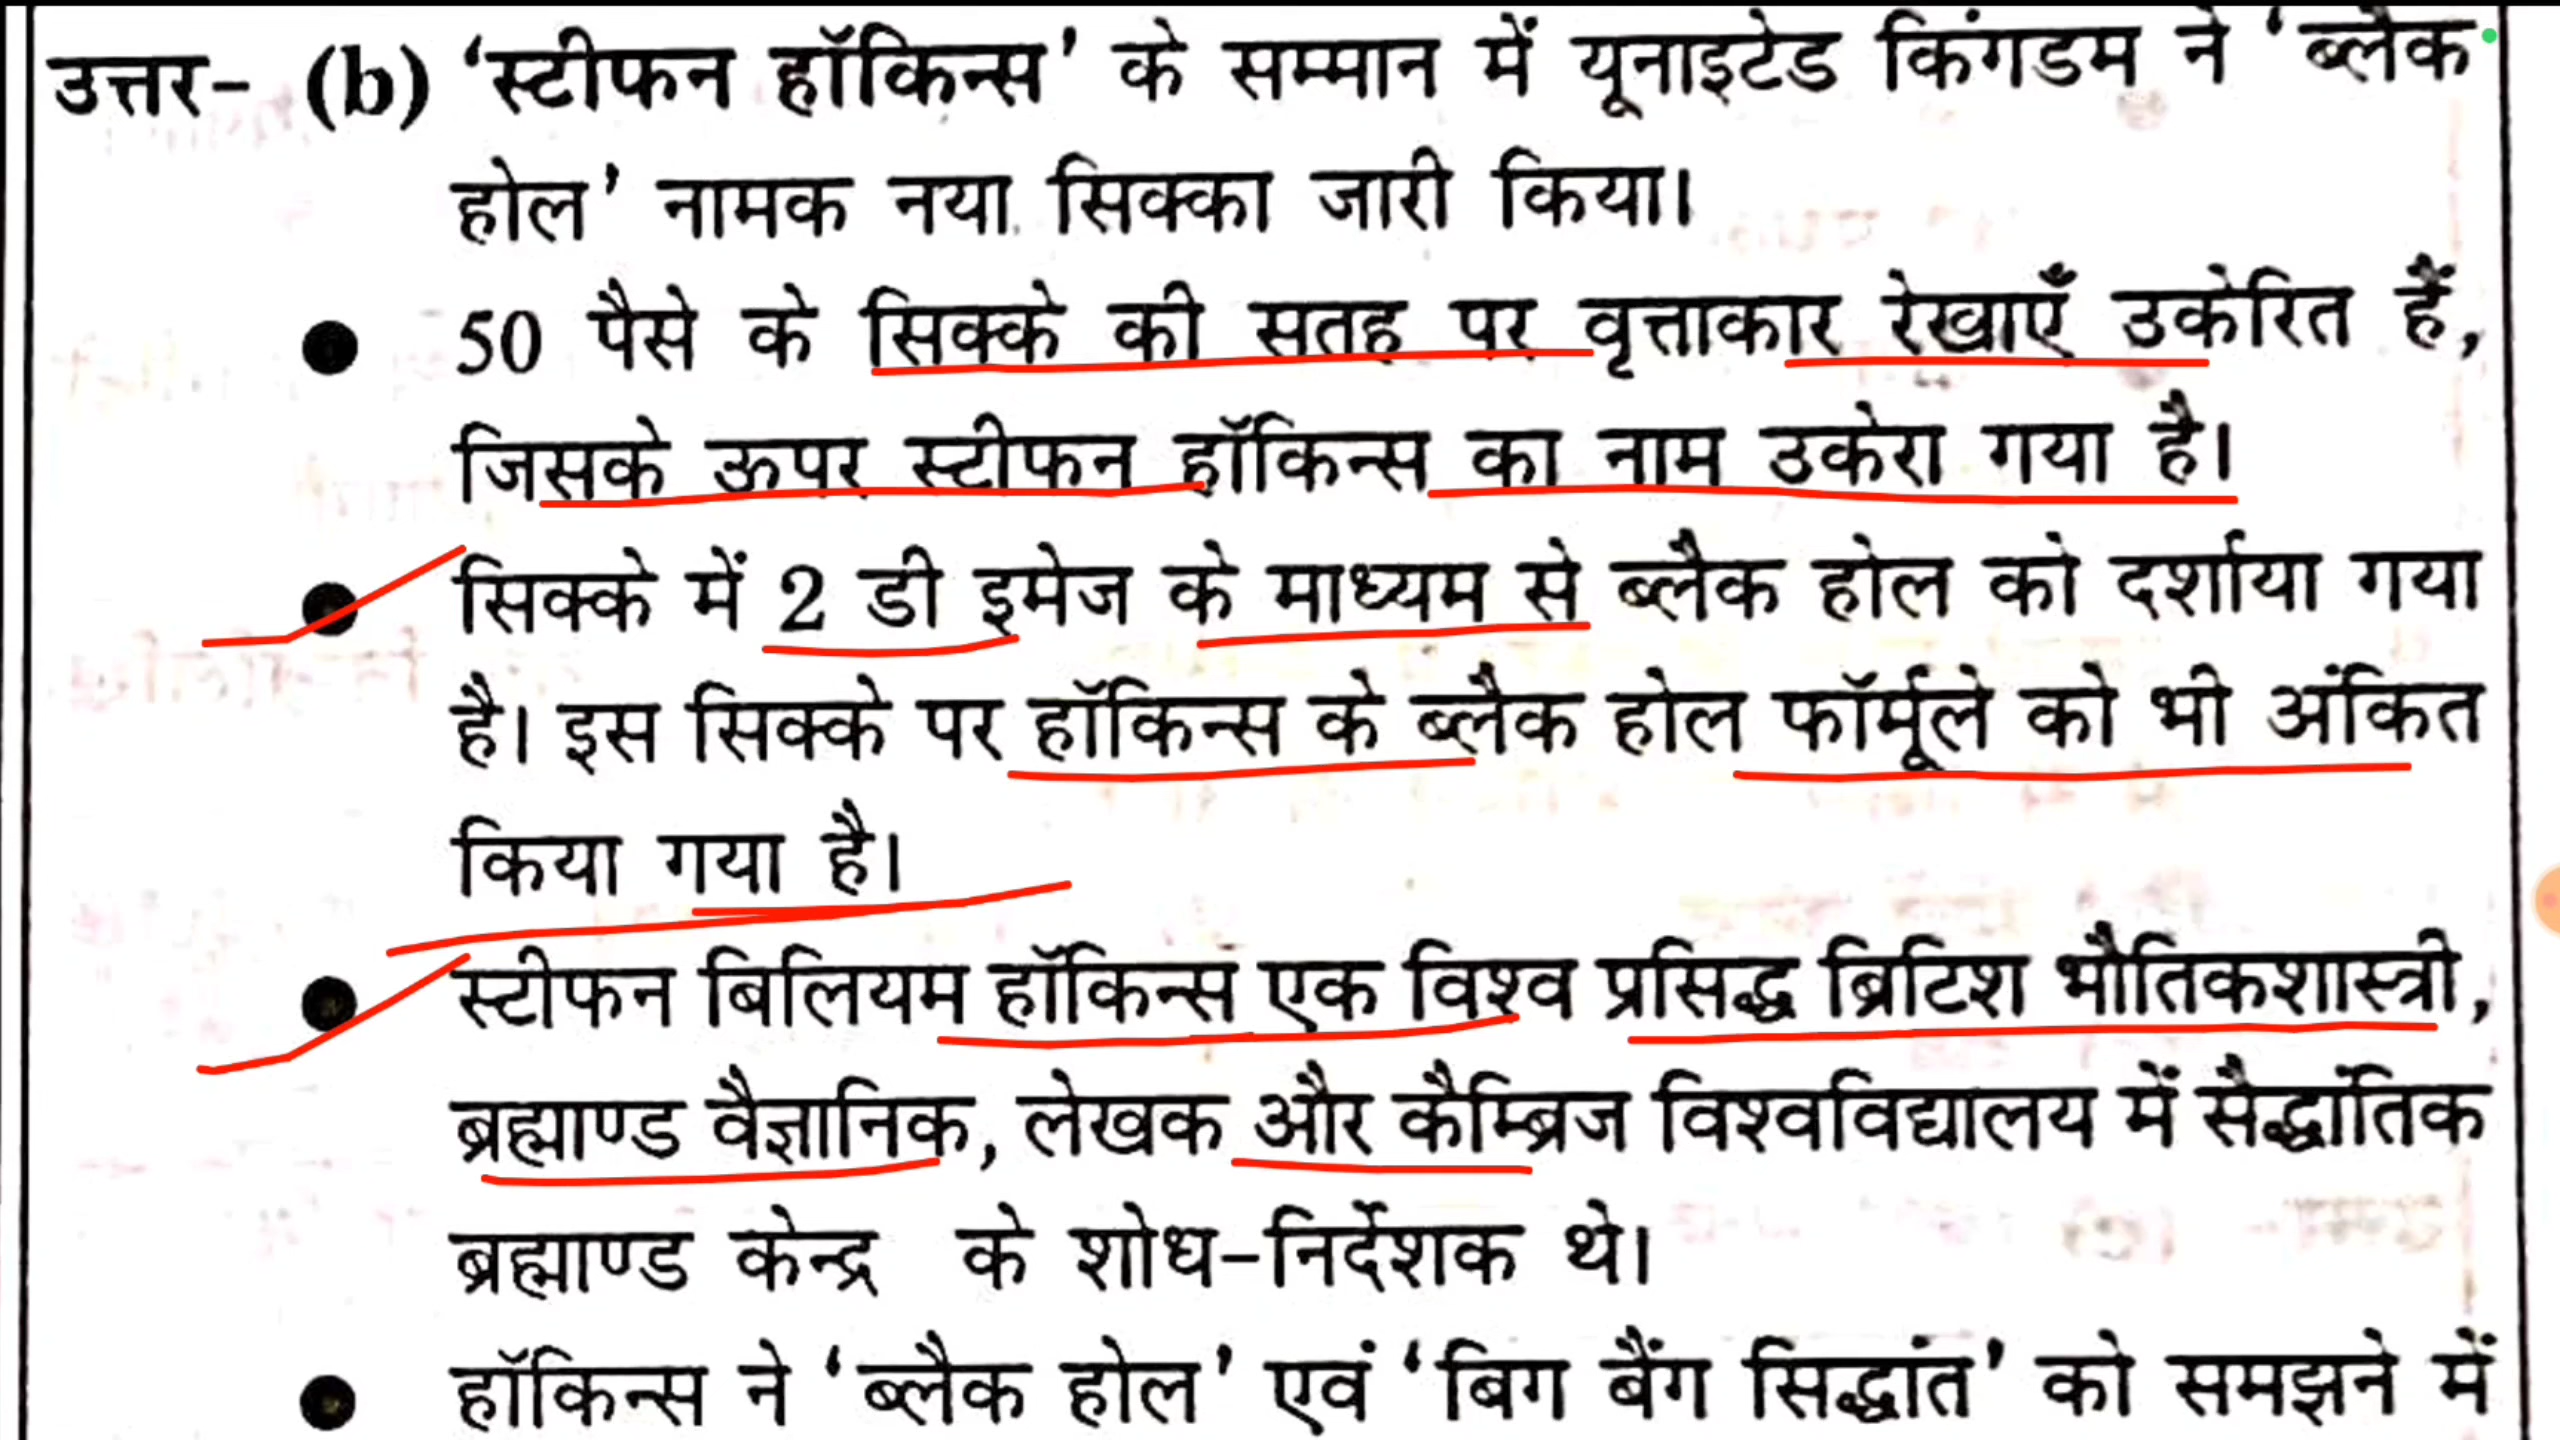 उत्तर- (b) ‘स्टीफन हॉकिन्स’ के सम्मान में यूनाइटेड किंगडम ने ‘ब्लैक
होल’ नामक नया सिक्का जारी किया।
● 50 पैसे के सिक्के की सतह पर वृत्ताकार रेखाएँ उकेरित हैं,
जिसके ऊपर स्टीफन हॉकिन्स का नाम उकेरा गया है।
● सिक्के में 2 डी इमेज के माध्यम से ब्लैक होल को दर्शाया गया
है। इस सिक्के पर हॉकिन्स के ब्लैक होल फॉर्मूले को भी अंकित
किया गया है।
● स्टीफन बिलियम हॉकिन्स एक विश्व प्रसिद्ध ब्रिटिश भौतिकशास्त्री,
ब्रह्माण्ड वैज्ञानिक, लेखक और कैम्ब्रिज विश्वविद्यालय में सैद्धांतिक
ब्रह्माण्ड केन्द्र के शोध-निर्देशक थे।
● हॉकिन्स ने ‘ब्लैक होल’ एवं ‘बिग बैंग सिद्धांत’ को समझने में